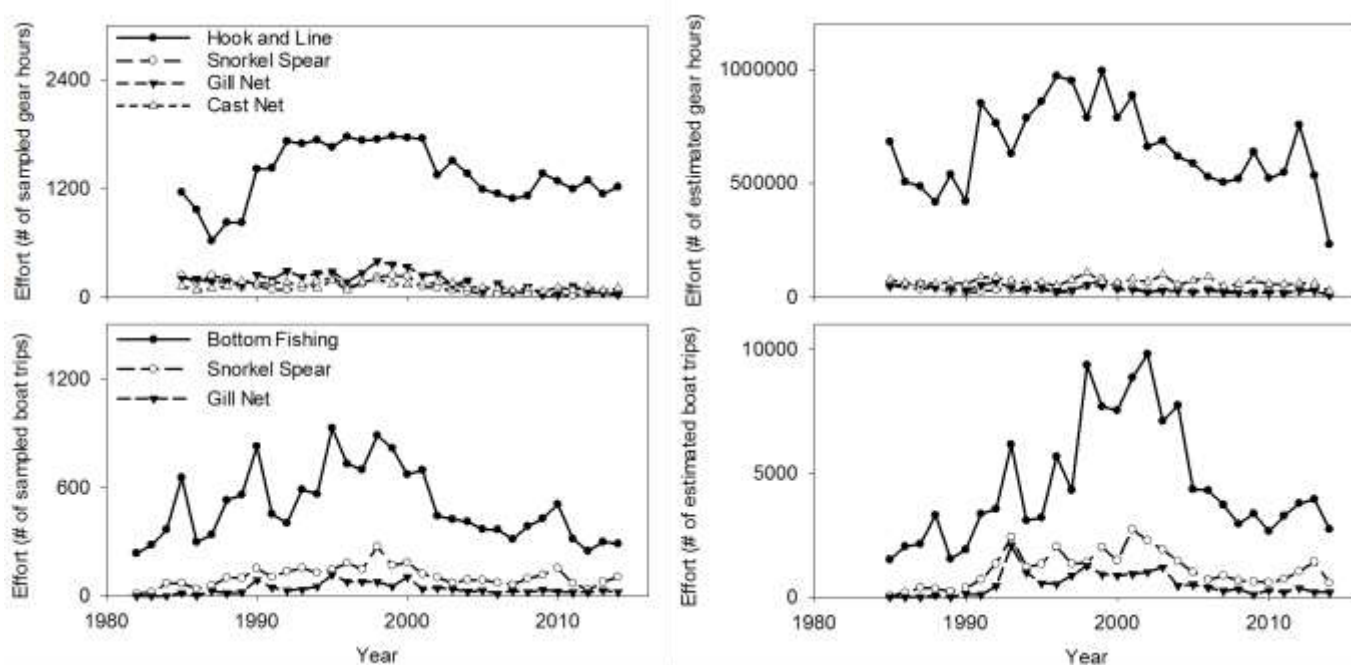 Effort (# of sampled gear hours)
2400
1200
0
Hook and Line
Snorkel Spear
Gill Net
Cast Net
Effort (# of estimated gear hours)
1000000
500000
0
Effort (# of sampled boat trips)
1200
600
0
Bottom Fishing
Snorkel Spear
Gill Net
1980
1990
2000
2010
Year
Effort (# of estimated boat trips)
10000
5000
0
1980
1990
2000
2010
Year